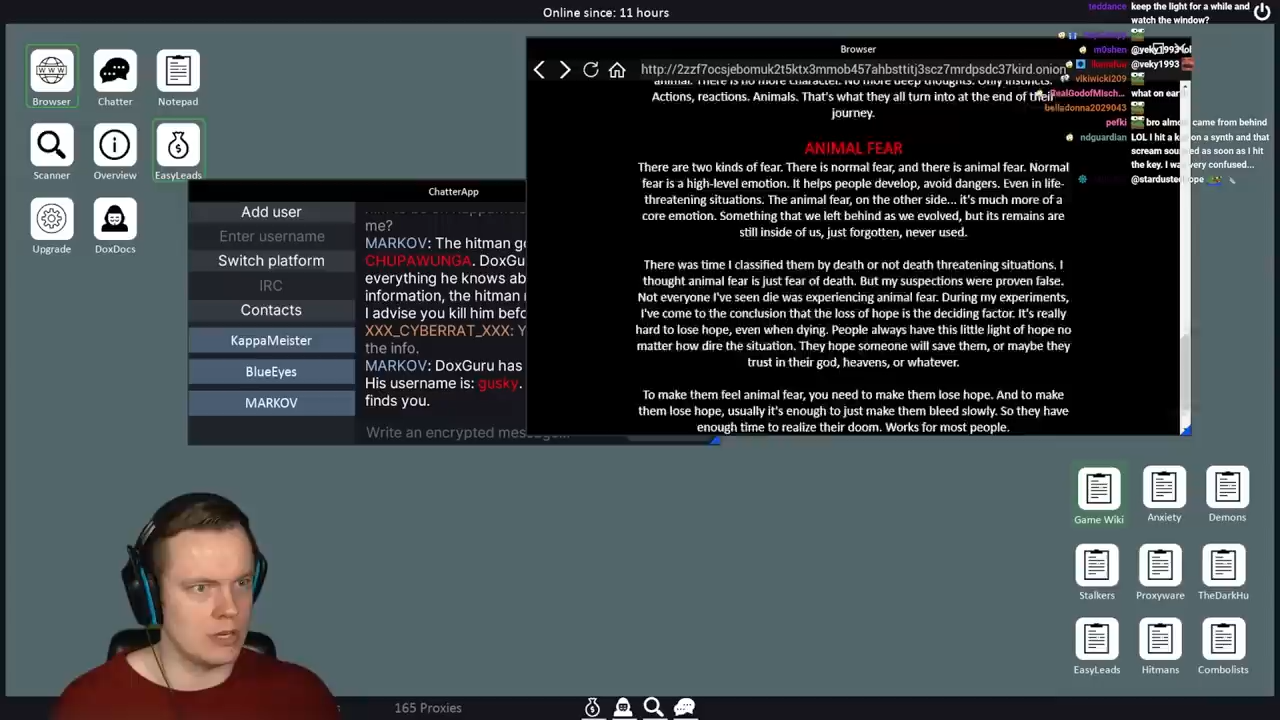 Online since: 11 hours
Browser
Chatter
Notepad
Scanner
Overview
EasyLeads
Upgrade
DoxDocs
ChatterApp
Add user
Enter username
Switch platform
IRC
Contacts
KappaMeister
BlueEyes
MARKOV
me?
MARKOV: The hitman go
CHUPAWUNGA. DoxGu
everything he knows ab
information, the hitman
I advise you kill him befo
XXX_CYBERRAT_XXX: Y
the info.
MARKOV: DoxGuru has
His username is: gusky.
finds you.
Write an encrypted message...
Browser
http://2zzf7ocsjebomuk2t5ktx3mmob457ahbsttitj3scz7mrdpsdc37kird.onion
animal. There is no more character. No more deep thoughts. Only instincts.
Actions, reactions. Animals. That's what they all turn into at the end of their
journey.
ANIMAL FEAR
There are two kinds of fear. There is normal fear, and there is animal fear. Normal
fear is a high-level emotion. It helps people develop, avoid dangers. Even in life-
threatening situations. The animal fear, on the other side... it's much more of a
core emotion. Something that we left behind as we evolved, but its remains are
still inside of us, just forgotten, never used.
There was time I classified them by death or not death threatening situations. I
thought animal fear is just fear of death. But my suspections were proven false.
Not everyone I've seen die was experiencing animal fear. During my experiments,
I've come to the conclusion that the loss of hope is the deciding factor. It's really
hard to lose hope, even when dying. People always have this little light of hope no
matter how dire the situation. They hope someone will save them, or maybe they
trust in their god, heavens, or whatever.
To make them feel animal fear, you need to make them lose hope. And to make
them lose hope, usually it's enough to just make them bleed slowly. So they have
enough time to realize their doom. Works for most people.
teddance keep the light for a while and
watch the window?
m0shen @veky1993 lol
@veky1993
vikiwicki209
RealGodofMisch... what on ear
belladonna2029043
pefki bro almo came from behind
ndguardian LOL I hit a key on a synth and that
scream sounded as soon as I hit
the key. I was very confused...
@stardustedhope
Game Wiki
Anxiety
Demons
Stalkers
Proxyware
TheDarkHu
EasyLeads
Hitmans
Combolists
165 Proxies